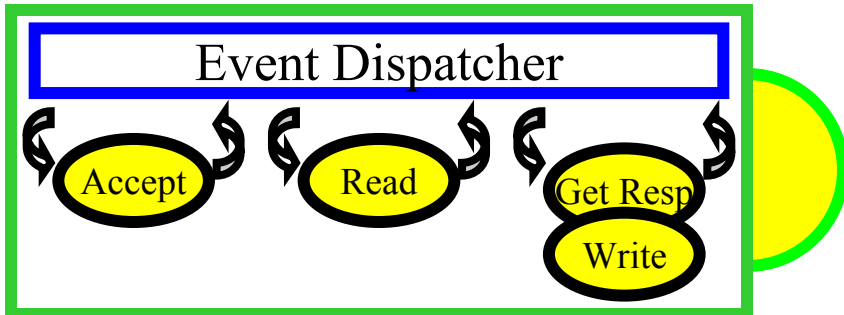 Event Dispatcher
Accept
Read
Get Resp
Write